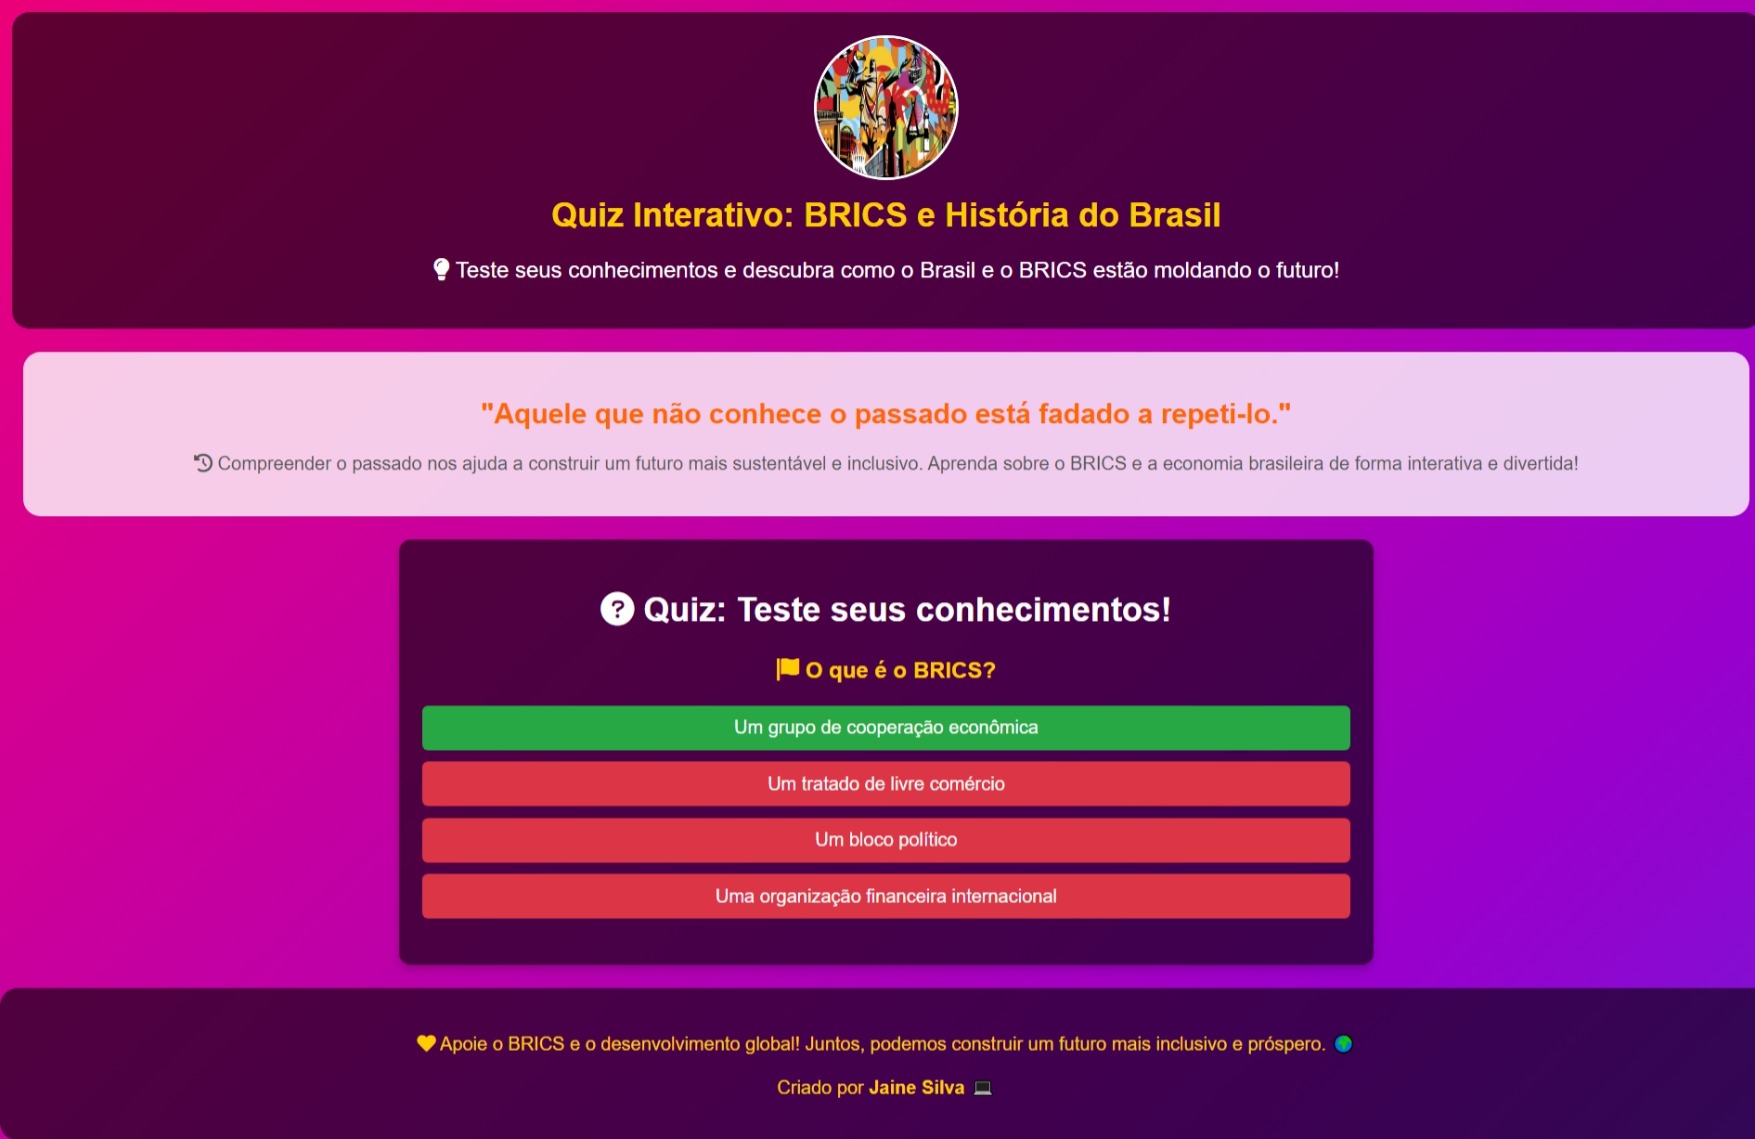 Quiz Interativo: BRICS e História do Brasil
Teste seus conhecimentos e descubra como o Brasil e o BRICS estão moldando o futuro!
"Aquele que não conhece o passado está fadado a repeti-lo."
Compreender o passado nos ajuda a construir um futuro mais sustentável e inclusivo. Aprenda sobre o BRICS e a economia brasileira de forma interativa e divertida!
Quiz: Teste seus conhecimentos!
O que é o BRICS?
Um grupo de cooperação econômica
Um tratado de livre comércio
Um bloco político
Uma organização financeira internacional
Apoie o BRICS e o desenvolvimento global! Juntos, podemos construir um futuro mais inclusivo e próspero. 🌍
Criado por Jaine Silva 💻